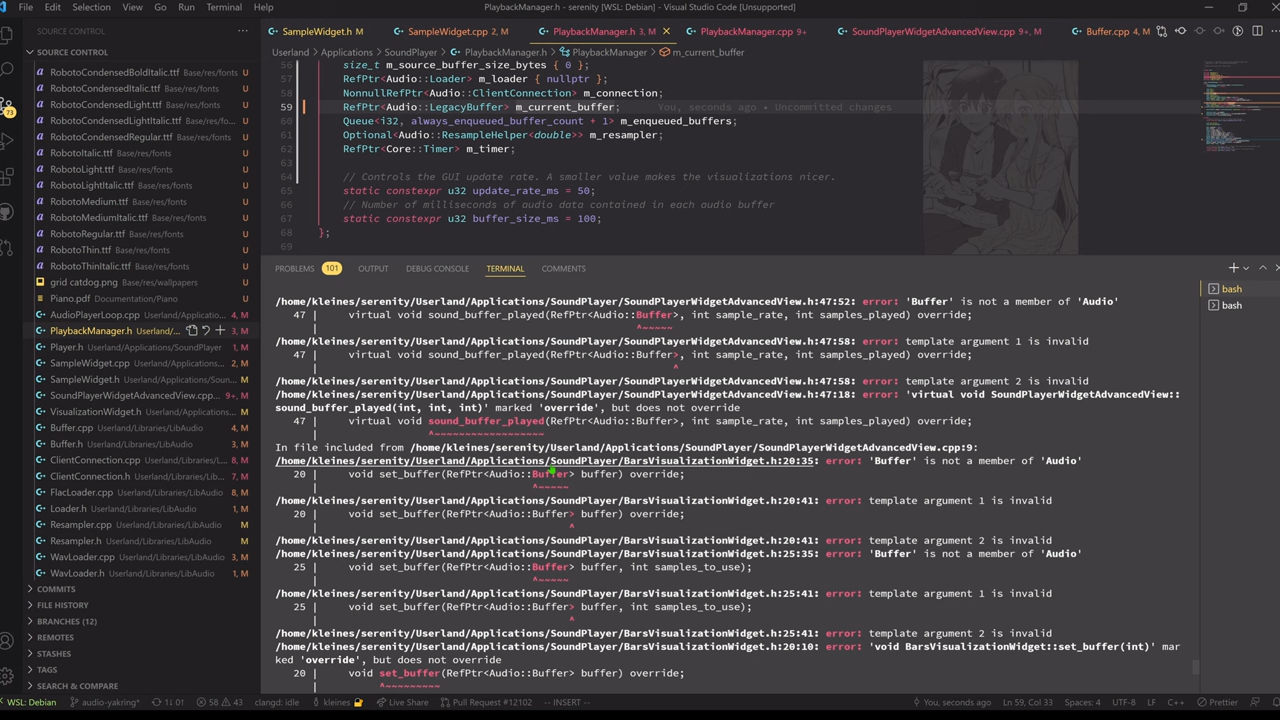 File Edit Selection View Go Run Terminal Help
PlaybackManager.h - serenity [WSL: Debian] - Visual Studio Code [Unsupported]
SOURCE CONTROL
SampleWidget.h M
SampleWidget.cpp 2, M
PlaybackManager.h 3, M
PlaybackManager.cpp 9+
SoundPlayerWidgetAdvancedView.cpp 9+, M
Buffer.cpp 4, M
SOURCE CONTROL
Userland > Applications > SoundPlayer > PlaybackManager.h > PlaybackManager > m_current_buffer
RobotoCondensedBoldItalic.ttf Base/res/fonts U
RobotoCondensedItalic.ttf Base/res/fonts U
RobotoCondensedLight.ttf Base/res/fonts U
RobotoCondensedLightItalic.ttf Base/res/f... U
RobotoCondensedRegular.ttf Base/res/fonts U
RobotoItalic.ttf Base/res/fonts U
RobotoLight.ttf Base/res/fonts U
RobotoLightItalic.ttf Base/res/fonts U
RobotoMedium.ttf Base/res/fonts U
RobotoMediumItalic.ttf Base/res/fonts U
RobotoRegular.ttf Base/res/fonts U
RobotoThin.ttf Base/res/fonts U
RobotoThinItalic.ttf Base/res/fonts U
grid catdog.png Base/res/wallpapers U
Piano.pdf Documentation/Piano U
AudioPlayerLoop.cpp Userland/Applicatio... 4, M
PlaybackManager.h Userland/... 3, M
Player.h Userland/Applications/SoundPlayer 1, M
SampleWidget.cpp Userland/Applications... 2, M
SampleWidget.h Userland/Applications/Soun... M
SoundPlayerWidgetAdvancedView.cpp... 9+, M
VisualizationWidget.h Userland/Applications... M
Buffer.cpp Userland/Libraries/LibAudio 4, M
Buffer.h Userland/Libraries/LibAudio 4, M
ClientConnection.cpp Userland/Libraries... 8, M
ClientConnection.h Userland/Libraries/Li... 1, M
FlacLoader.cpp Userland/Libraries/LibAudio 8, M
Loader.h Userland/Libraries/LibAudio M
Resampler.cpp Userland/Libraries/LibAudio M
Resampler.h Userland/Libraries/LibAudio M
WavLoader.cpp Userland/Libraries/LibAudio 3, M
WavLoader.h Userland/Libraries/LibAudio M
COMMITS
FILE HISTORY
BRANCHES (12)
REMOTES
STASHES
TAGS
SEARCH & COMPARE
73
56 size_t m_source_buffer_size_bytes { 0 };
57 RefPtr<Audio::Loader> m_loader { nullptr };
58 NonnullRefPtr<Audio::ClientConnection> m_connection;
59 RefPtr<Audio::LegacyBuffer> m_current_buffer; You, seconds ago • Uncommitted changes
60 Queue<i32, always_enqueued_buffer_count + 1> m_enqueued_buffers;
61 Optional<Audio::ResampleHelper<double>> m_resampler;
62 RefPtr<Core::Timer> m_timer;
63
64 // Controls the GUI update rate. A smaller value makes the visualizations nicer.
65 static constexpr u32 update_rate_ms = 50;
66 // Number of milliseconds of audio data contained in each audio buffer
67 static constexpr u32 buffer_size_ms = 100;
68 };
69
PROBLEMS 101 OUTPUT DEBUG CONSOLE TERMINAL COMMENTS
bash
bash
/home/kleines/serenity/Userland/Applications/SoundPlayer/SoundPlayerWidgetAdvancedView.h:47:52: error: 'Buffer' is not a member of 'Audio'
47 | virtual void sound_buffer_played(RefPtr<Audio::Buffer>, int sample_rate, int samples_played) override;
| ^~~~~~
/home/kleines/serenity/Userland/Applications/SoundPlayer/SoundPlayerWidgetAdvancedView.h:47:58: error: template argument 1 is invalid
47 | virtual void sound_buffer_played(RefPtr<Audio::Buffer>, int sample_rate, int samples_played) override;
| ^
/home/kleines/serenity/Userland/Applications/SoundPlayer/SoundPlayerWidgetAdvancedView.h:47:58: error: template argument 2 is invalid
/home/kleines/serenity/Userland/Applications/SoundPlayer/SoundPlayerWidgetAdvancedView.h:47:18: error: 'virtual void SoundPlayerWidgetAdvancedView::
sound_buffer_played(int, int, int)' marked 'override', but does not override
47 | virtual void sound_buffer_played(RefPtr<Audio::Buffer>, int sample_rate, int samples_played) override;
| ^~~~~~~~~~~~~~~~~~~
In file included from /home/kleines/serenity/Userland/Applications/SoundPlayer/SoundPlayerWidgetAdvancedView.cpp:9:
/home/kleines/serenity/Userland/Applications/SoundPlayer/BarsVisualizationWidget.h:20:35: error: 'Buffer' is not a member of 'Audio'
20 | void set_buffer(RefPtr<Audio::Buffer> buffer) override;
| ^~~~~~
/home/kleines/serenity/Userland/Applications/SoundPlayer/BarsVisualizationWidget.h:20:41: error: template argument 1 is invalid
20 | void set_buffer(RefPtr<Audio::Buffer> buffer) override;
| ^
/home/kleines/serenity/Userland/Applications/SoundPlayer/BarsVisualizationWidget.h:20:41: error: template argument 2 is invalid
/home/kleines/serenity/Userland/Applications/SoundPlayer/BarsVisualizationWidget.h:25:35: error: 'Buffer' is not a member of 'Audio'
25 | void set_buffer(RefPtr<Audio::Buffer> buffer, int samples_to_use);
| ^~~~~~
/home/kleines/serenity/Userland/Applications/SoundPlayer/BarsVisualizationWidget.h:25:41: error: template argument 1 is invalid
25 | void set_buffer(RefPtr<Audio::Buffer> buffer, int samples_to_use);
| ^
/home/kleines/serenity/Userland/Applications/SoundPlayer/BarsVisualizationWidget.h:25:41: error: template argument 2 is invalid
/home/kleines/serenity/Userland/Applications/SoundPlayer/BarsVisualizationWidget.h:20:10: error: 'void BarsVisualizationWidget::set_buffer(int)' mar
ked 'override', but does not override
20 | void set_buffer(RefPtr<Audio::Buffer> buffer) override;
| ^~~~~~~~~~
WSL: Debian audio-yakring* 1↓ 0↑ 58 43 clangd: idle kleines Live Share Pull Request #12102 -- INSERT -- You, seconds ago Ln 59, Col 33 Spaces: 4 UTF-8 LF C++ Prettier